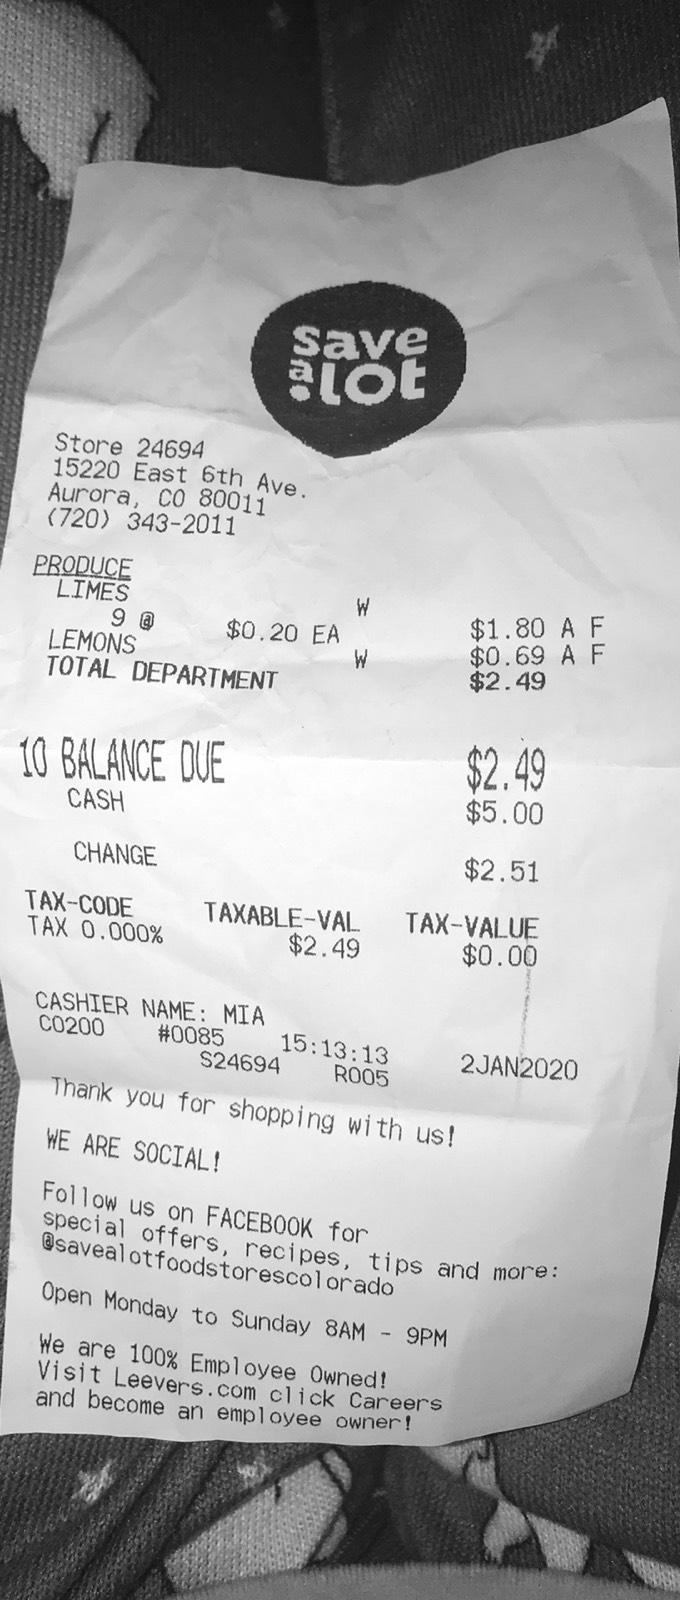 save
a lot
Store 24694
15220 East 6th Ave.
Aurora, CO 80011
(720) 343-2011
PRODUCE
LIMES W
9 @ $0.20 EA $1.80 A F
LEMONS W $0.69 A F
TOTAL DEPARTMENT $2.49
10 BALANCE DUE $2.49
CASH $5.00
CHANGE $2.51
TAX-CODE TAXABLE-VAL TAX-VALUE
TAX 0.000% $2.49 $0.00
CASHIER NAME: MIA
C0200 #0085 15:13:13 2JAN2020
S24694 R005
Thank you for shopping with us!
WE ARE SOCIAL!
Follow us on FACEBOOK for
special offers, recipes, tips and more:
@savealotfoodstorescolorado
Open Monday to Sunday 8AM - 9PM
We are 100% Employee Owned!
Visit Leevers.com click Careers
and become an employee owner!